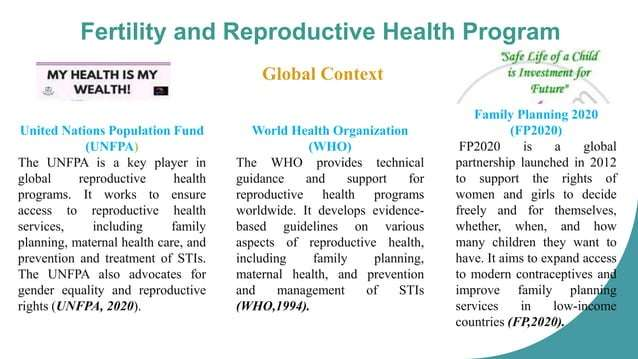 Fertility and Reproductive Health Program
MY HEALTH IS MY
WEALTH!
Global Context
"Safe Life of a Child
is Investment for
Future"
United Nations Population Fund
(UNFPA)
The UNFPA is a key player in
global reproductive health
programs. It works to ensure
access to reproductive health
services, including family
planning, maternal health care, and
prevention and treatment of STIs.
The UNFPA also advocates for
gender equality and reproductive
rights (UNFPA, 2020).
World Health Organization
(WHO)
The WHO provides technical
guidance and support for
reproductive health programs
worldwide. It develops evidence-
based guidelines on various
aspects of reproductive health,
including family planning,
maternal health, and prevention
and management of STIs
(WHO,1994).
Family Planning 2020
(FP2020)
FP2020 is a global
partnership launched in 2012
to support the rights of
women and girls to decide
freely and for themselves,
whether, when, and how
many children they want to
have. It aims to expand access
to modern contraceptives and
improve family planning
services in low-income
countries (FP,2020).